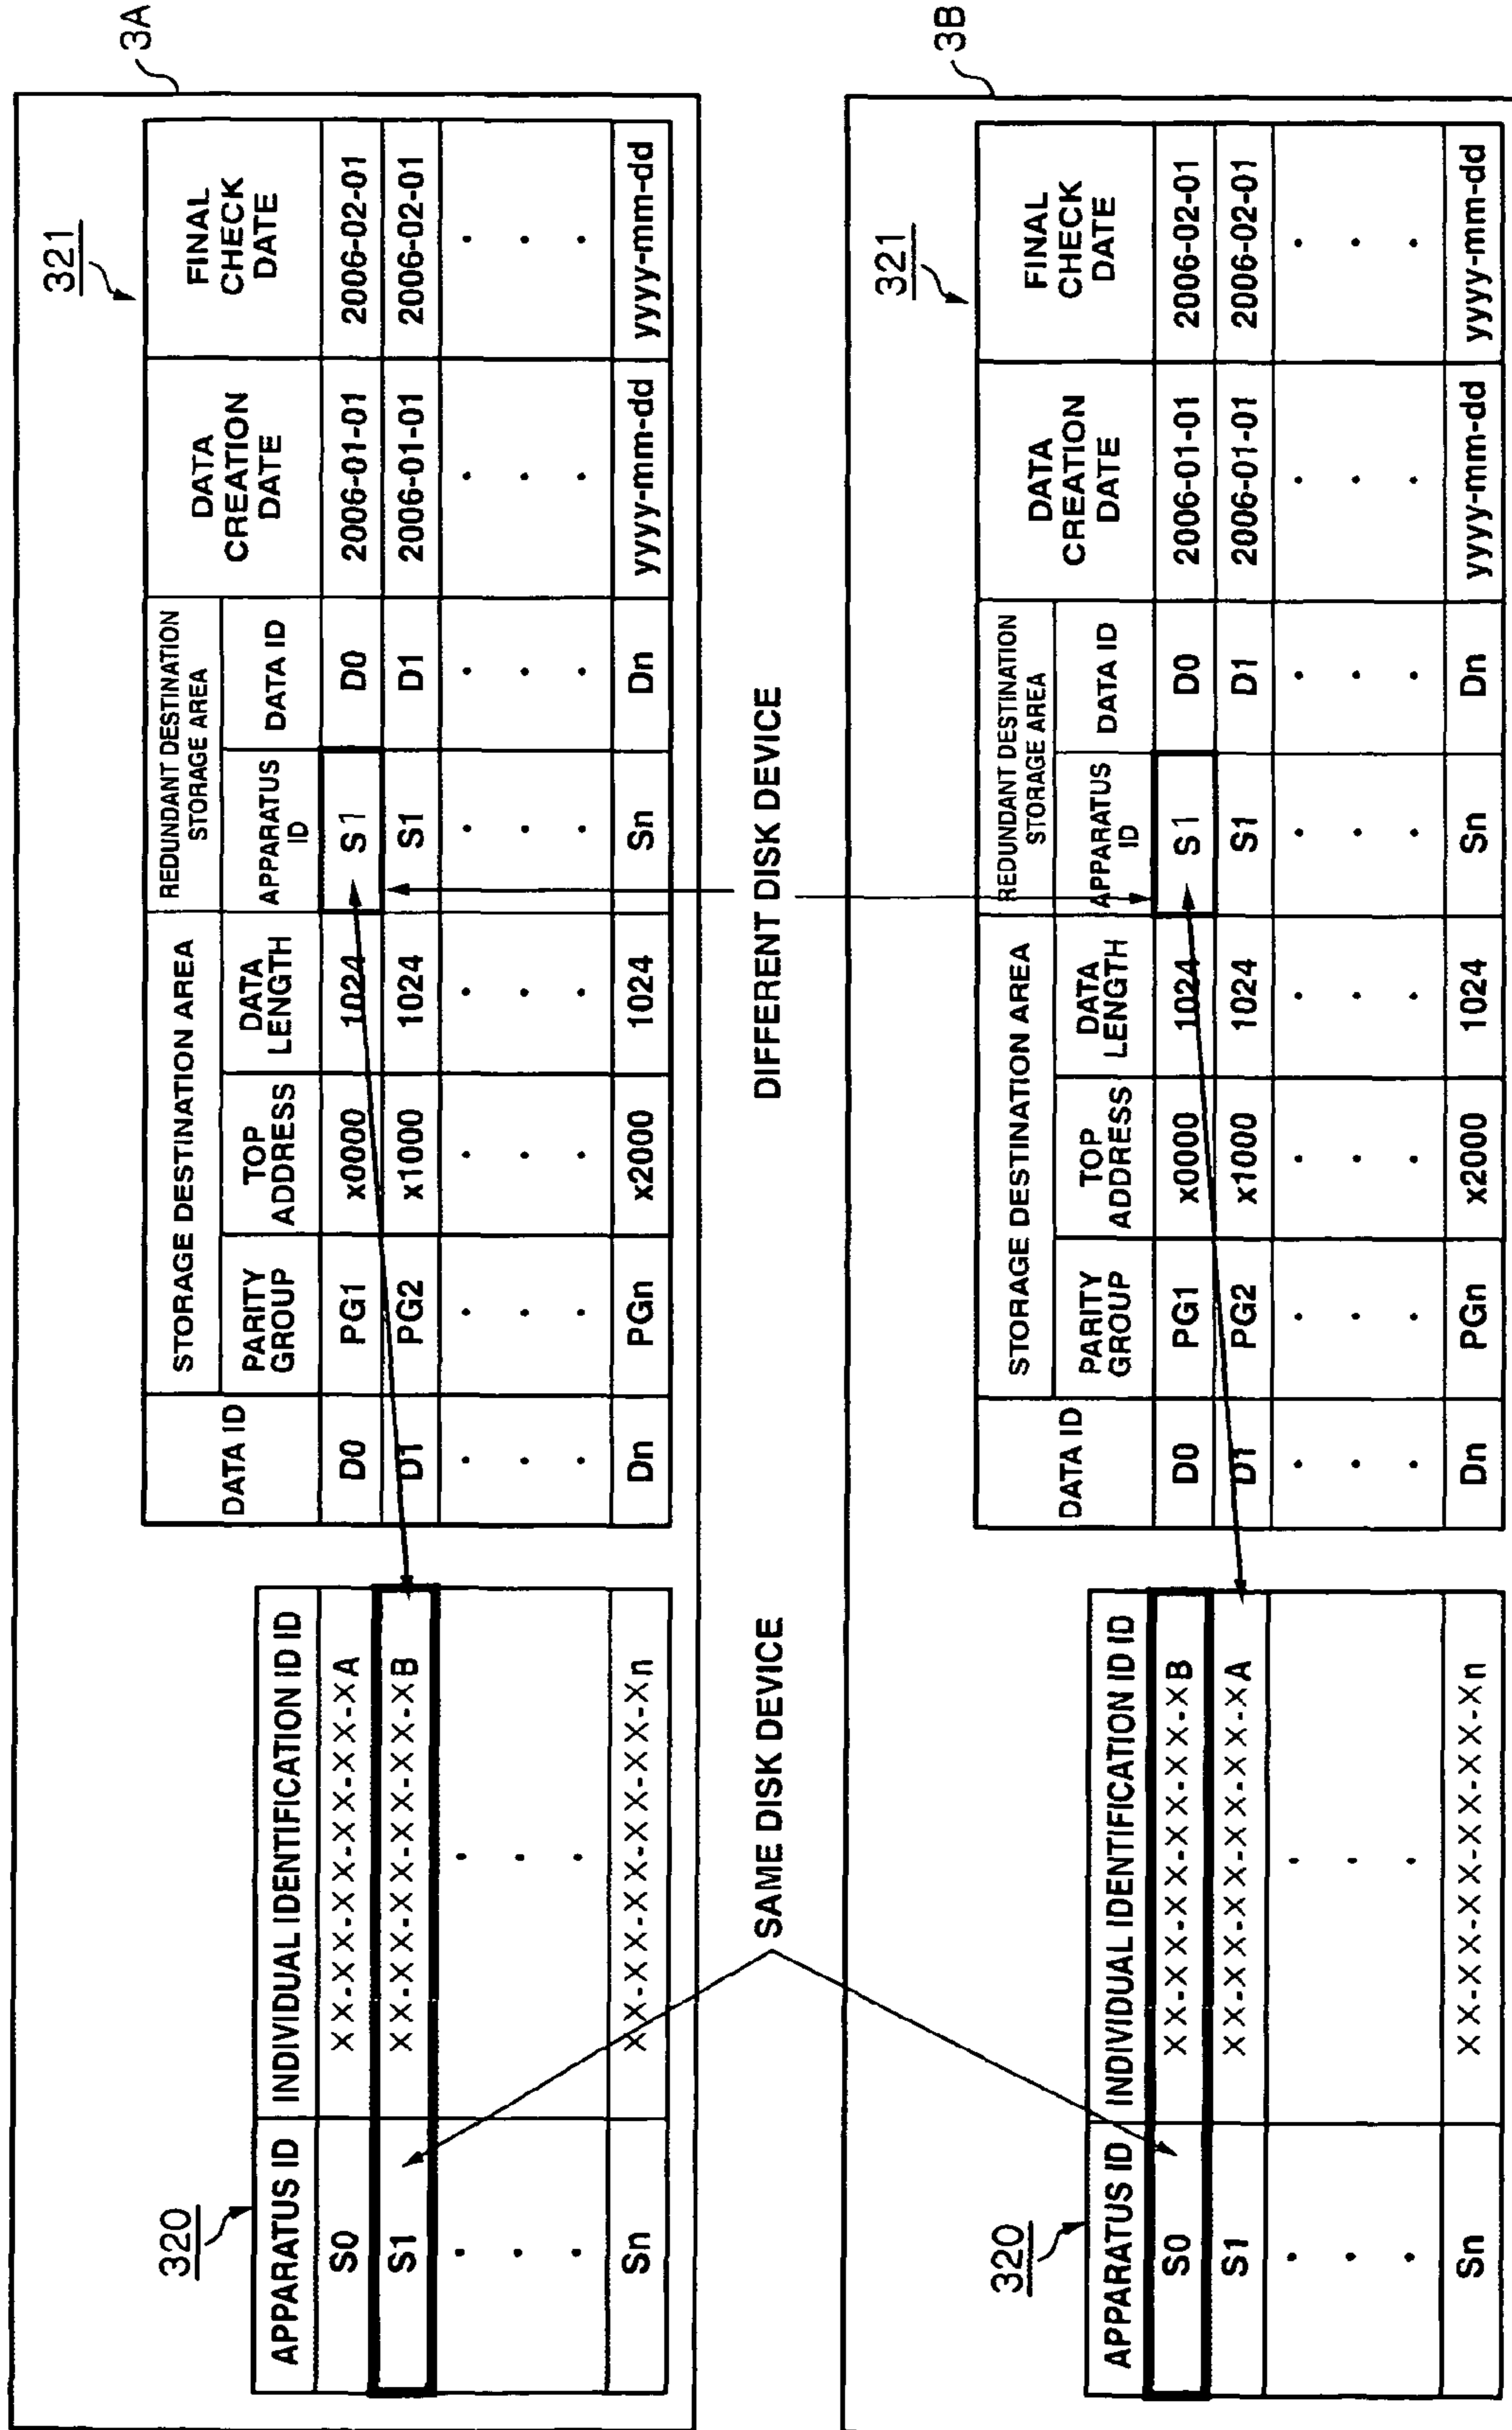 3A
320
APPARATUS ID INDIVIDUAL IDENTIFICATION ID ID
S0 XX-XX-XX-XX-XX-XA
S1 XX-XX-XX-XX-XX-XB
. .
. .
. .
Sn XX-XX-XX-XX-XX-Xn
321
DATA ID STORAGE DESTINATION AREA REDUNDANT DESTINATION STORAGE AREA DATA CREATION DATE FINAL CHECK DATE
PARITY GROUP TOP ADDRESS DATA LENGTH APPARATUS ID DATA ID
D0 PG1 x0000 1024 S1 D0 2006-01-01 2006-02-01
D1 PG2 x1000 1024 S1 D1 2006-01-01 2006-02-01
. . . . . . . .
. . . . . . . .
. . . . . . . .
Dn PGn x2000 1024 Sn Dn yyyy-mm-dd yyyy-mm-dd
SAME DISK DEVICE
DIFFERENT DISK DEVICE
3B
320
APPARATUS ID INDIVIDUAL IDENTIFICATION ID ID
S0 XX-XX-XX-XX-XX-XB
S1 XX-XX-XX-XX-XX-XA
. .
. .
. .
Sn XX-XX-XX-XX-XX-Xn
321
DATA ID STORAGE DESTINATION AREA REDUNDANT DESTINATION STORAGE AREA DATA CREATION DATE FINAL CHECK DATE
PARITY GROUP TOP ADDRESS DATA LENGTH APPARATUS ID DATA ID
D0 PG1 x0000 1024 S1 D0 2006-01-01 2006-02-01
D1 PG2 x1000 1024 S1 D1 2006-01-01 2006-02-01
. . . . . . . .
. . . . . . . .
. . . . . . . .
Dn PGn x2000 1024 Sn Dn yyyy-mm-dd yyyy-mm-dd